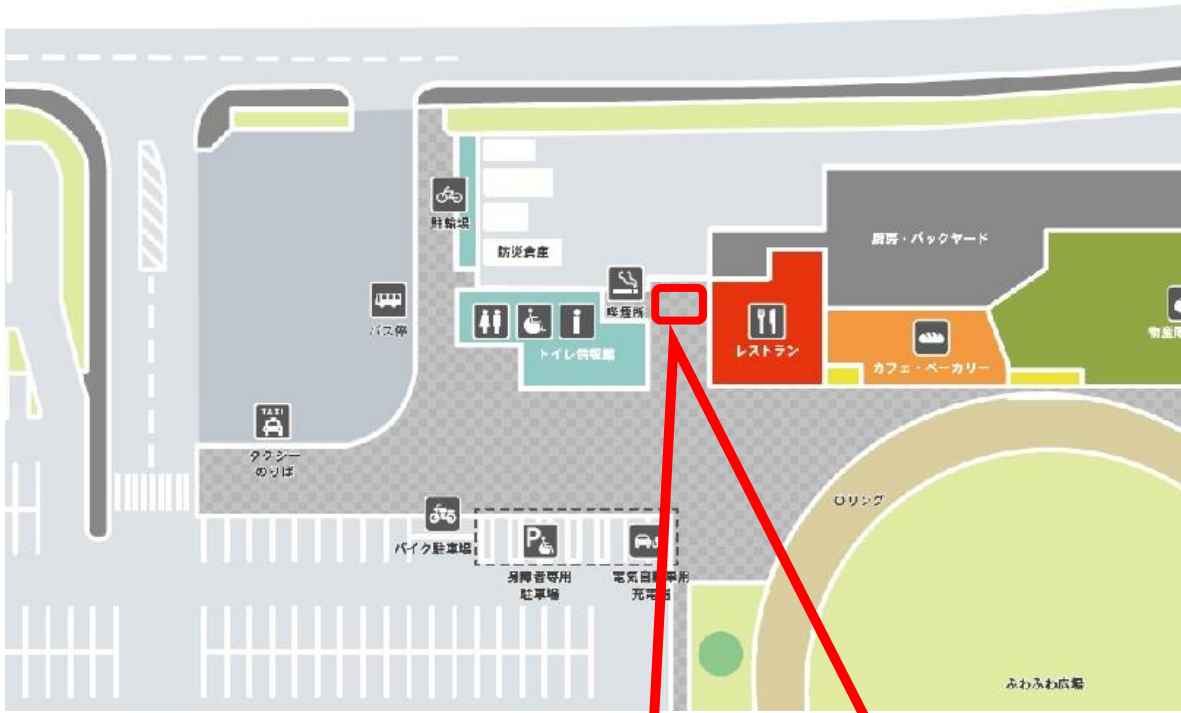 厨房・バックヤード
駐輪場
防災倉庫
喫煙所
バス停
トイレ情報館
レストラン
カフェ・ベーカリー
物産
TAXI
タクシー
のりば
Oリング
バイク駐車場
P
身障者専用
駐車場
電気自動車用
充電
ふわふわ広場